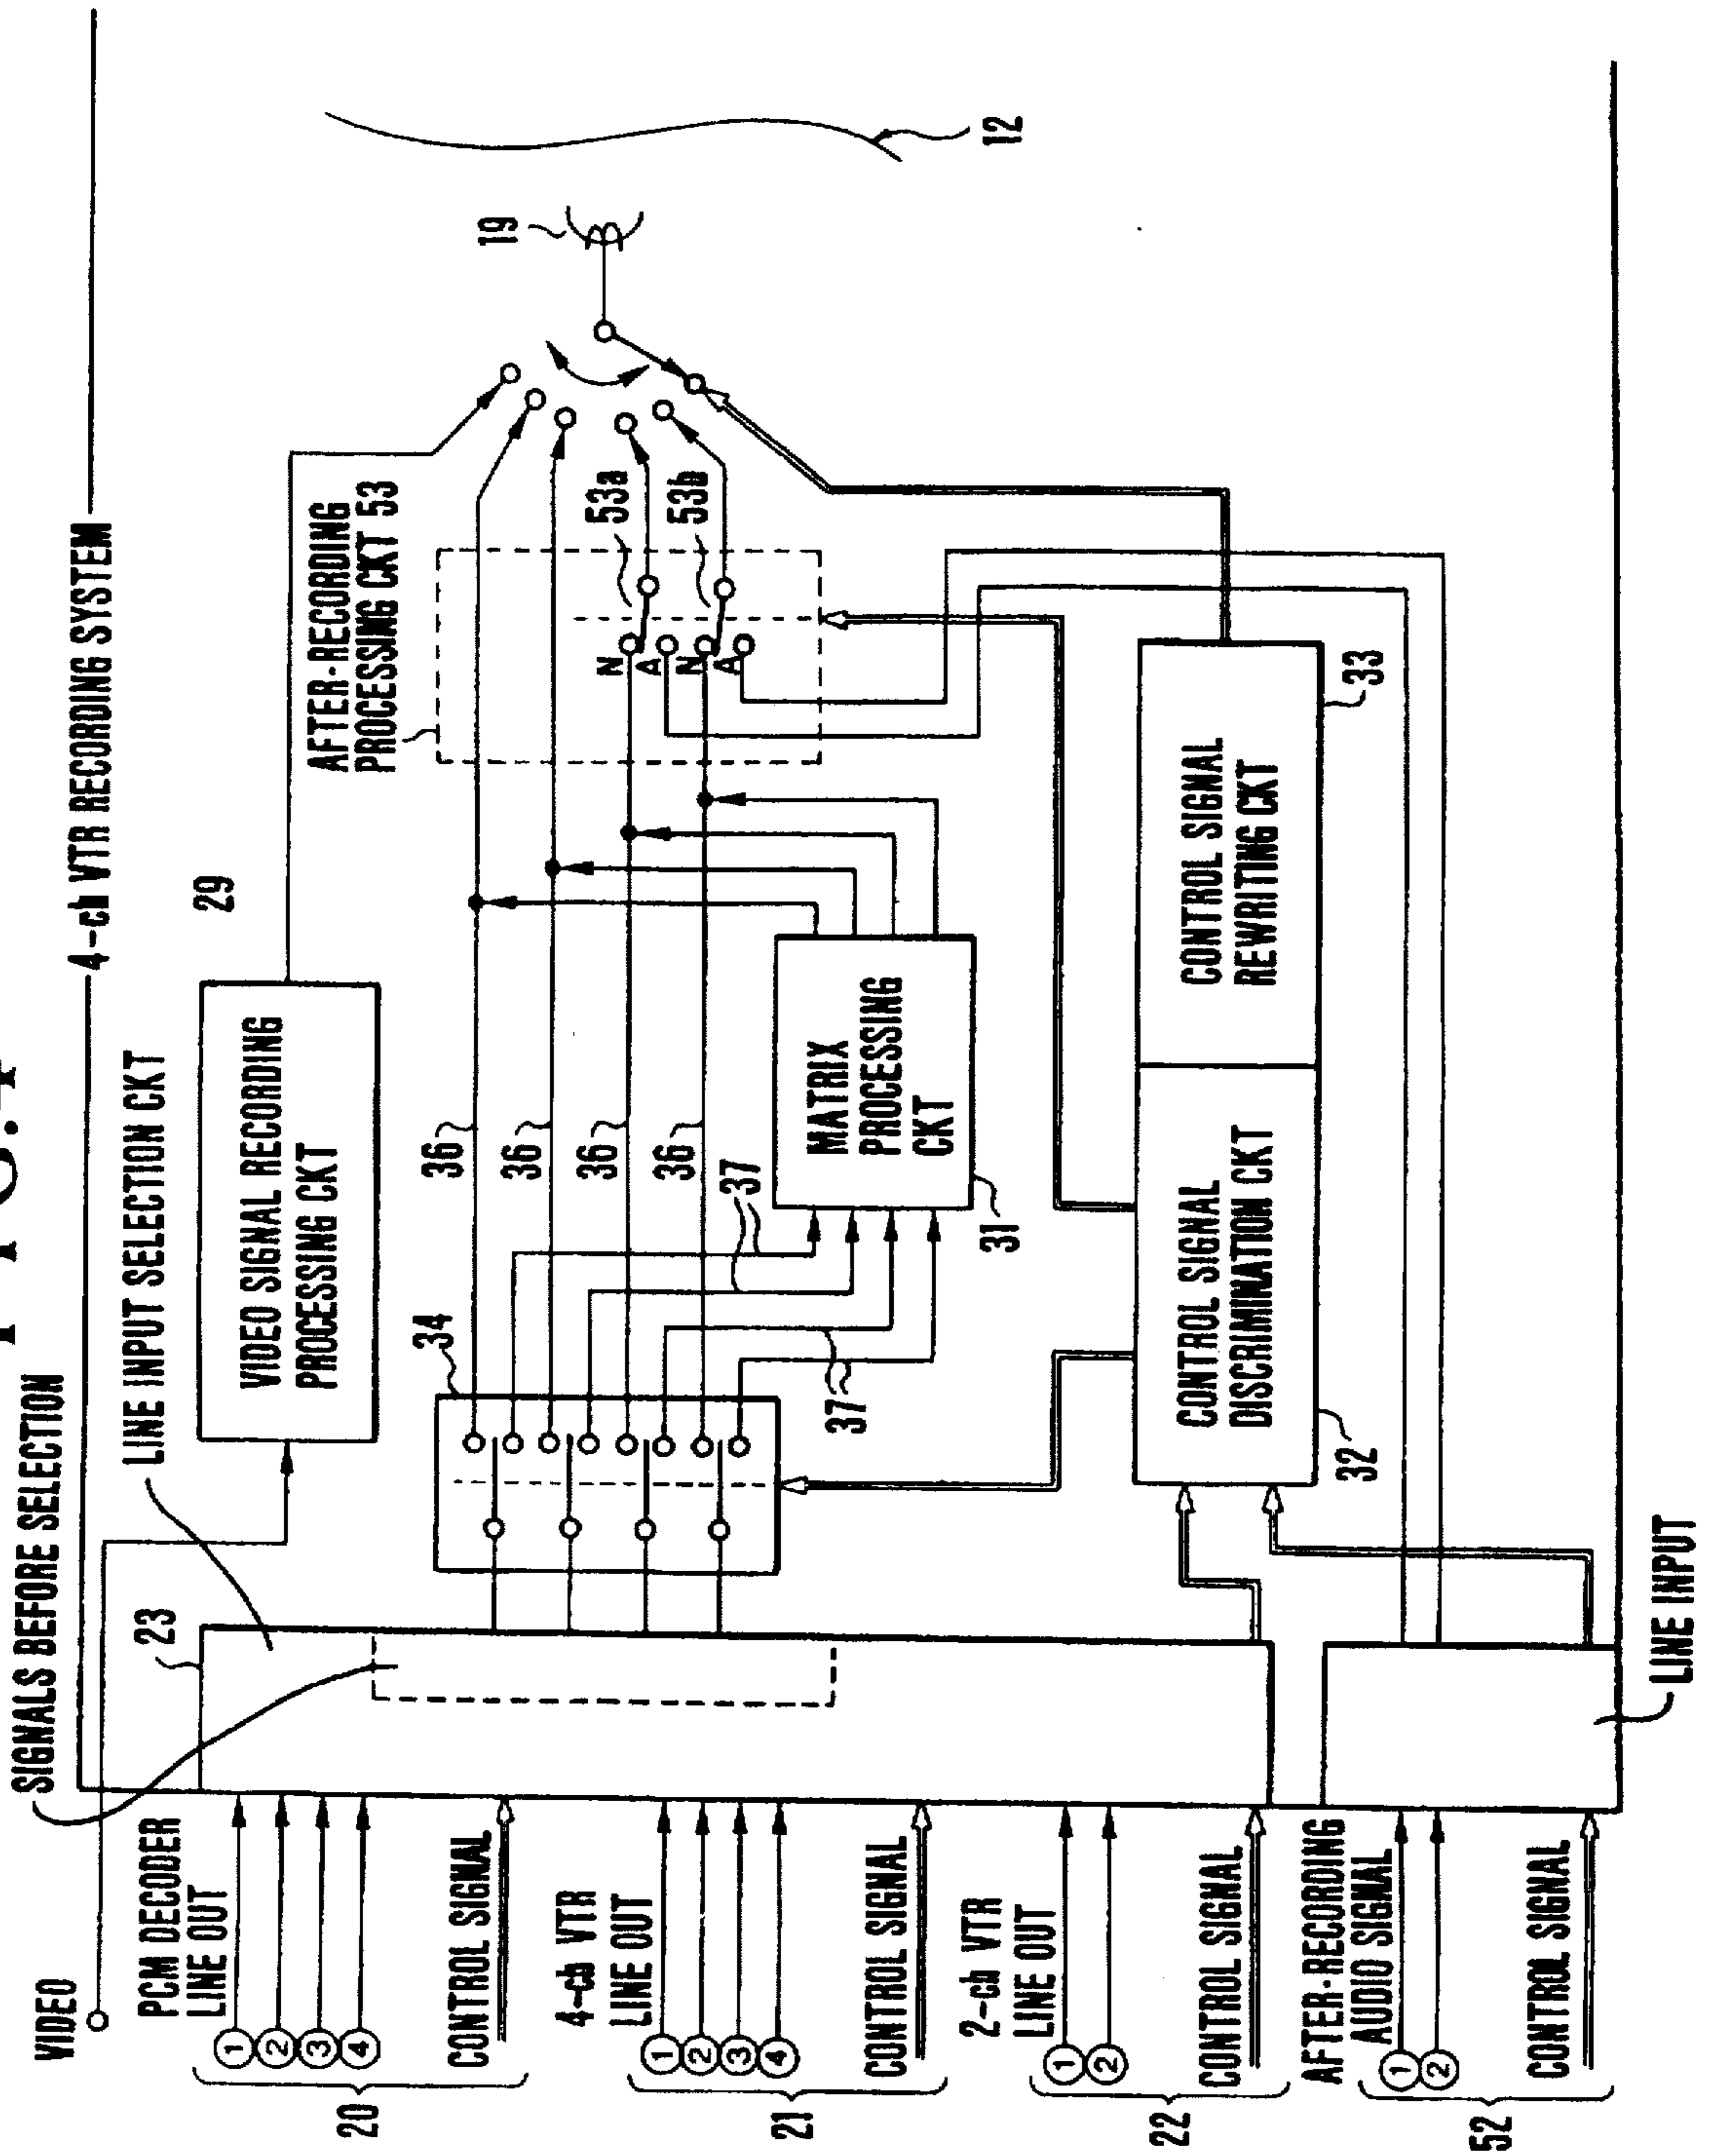 SIGNALS BEFORE SELECTION
LINE INPUT SELECTION CKT
4-ch VTR RECORDING SYSTEM
VIDEO
29
VIDEO SIGNAL RECORDING
PROCESSING CKT
23
PCM DECODER
LINE OUT
1
2
3
4
CONTROL SIGNAL
20
4-ch VTR
LINE OUT
1
2
3
4
CONTROL SIGNAL
21
2-ch VTR
LINE OUT
1
2
CONTROL SIGNAL
22
AFTER-RECORDING
AUDIO SIGNAL
1
2
CONTROL SIGNAL
52
LINE INPUT
34
36
36
36
36
37
37
MATRIX
PROCESSING
CKT
31
AFTER-RECORDING
PROCESSING CKT 53
N
A
N
A
53a
53b
19
12
CONTROL SIGNAL
DISCRIMINATION CKT
32
CONTROL SIGNAL
REWRITING CKT
33